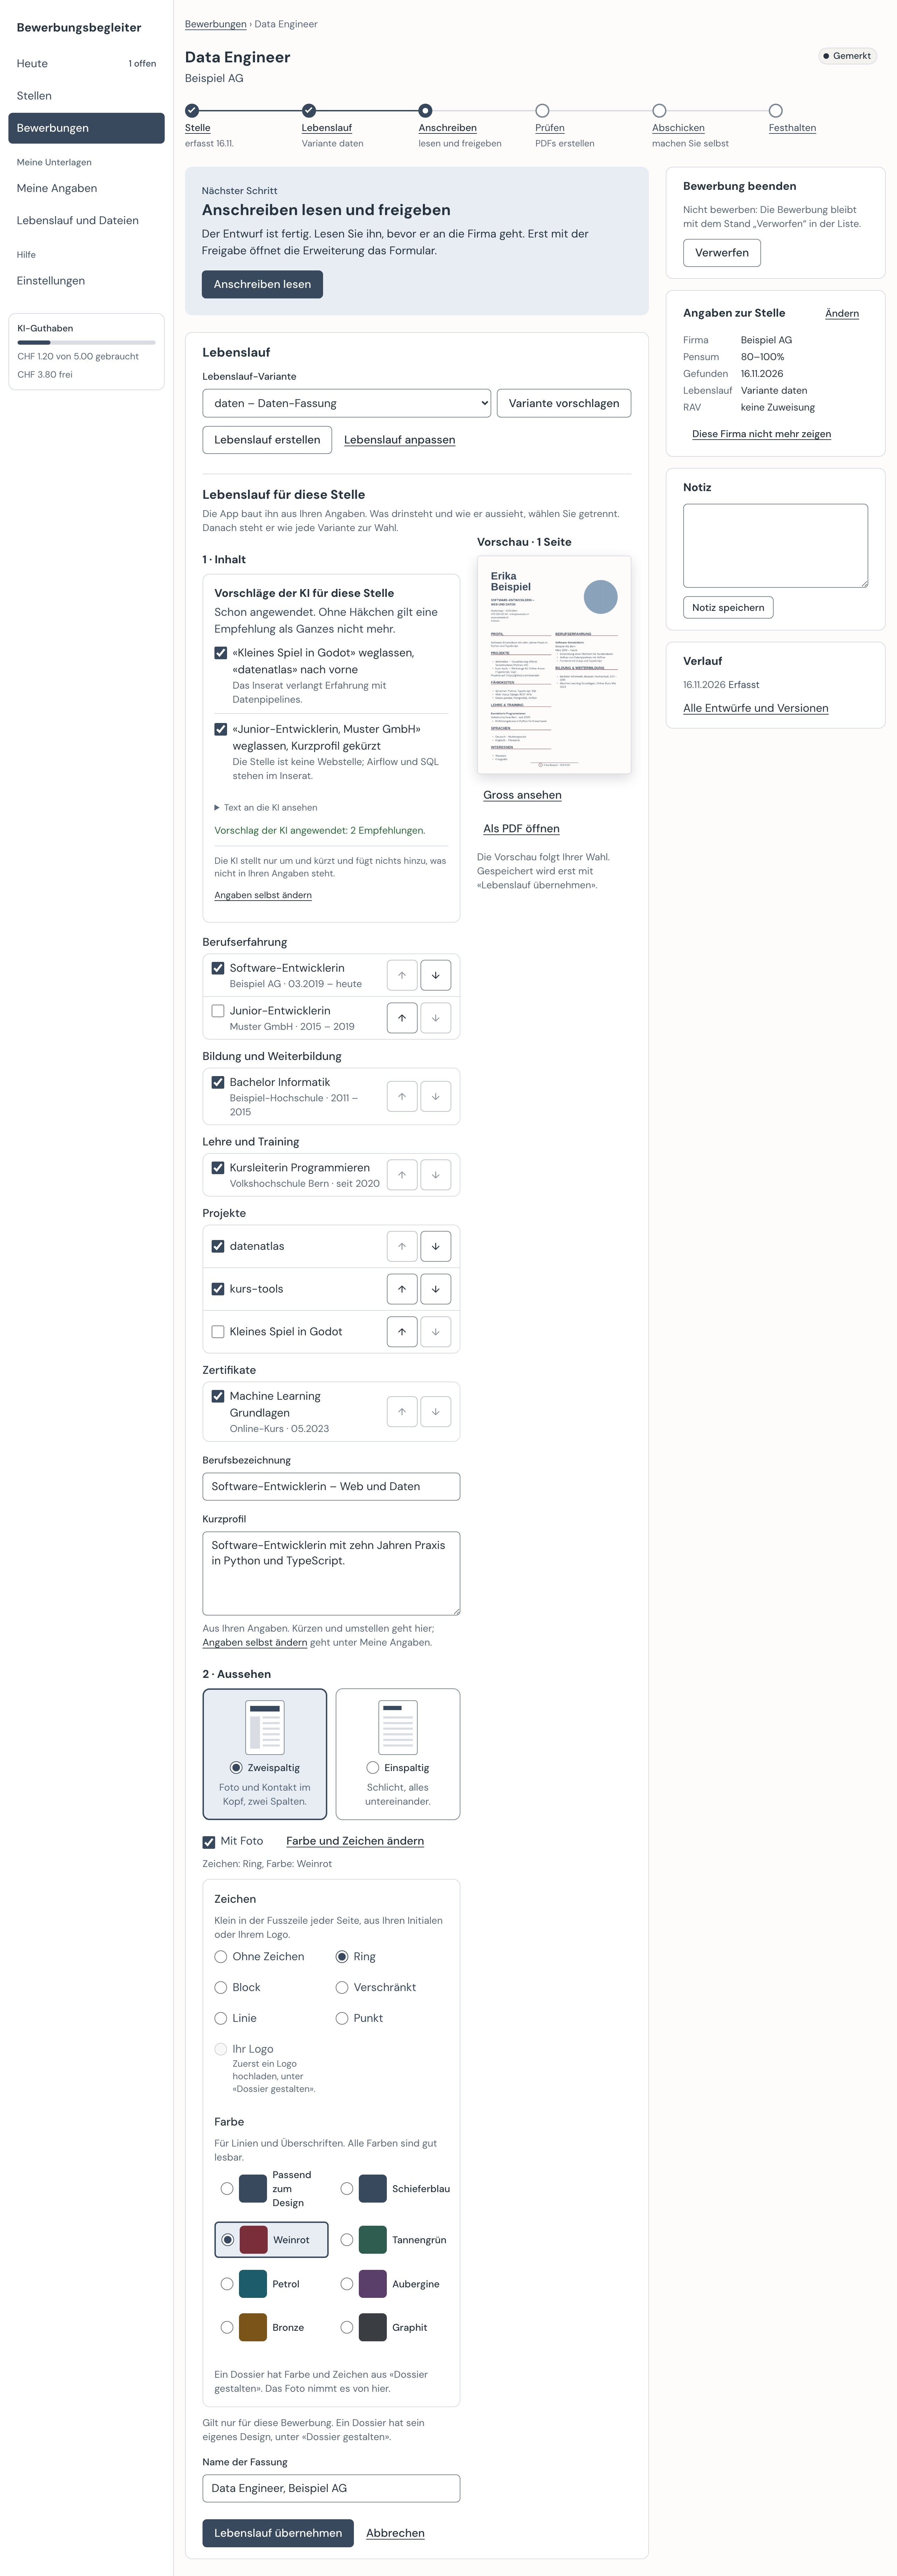 Bewerbungsbegleiter
Heute
1 offen
Stellen
Bewerbungen
Meine Unterlagen
Meine Angaben
Lebenslauf und Dateien
Hilfe
Einstellungen
KI-Guthaben
CHF 1.20 von 5.00 gebraucht
CHF 3.80 frei
Bewerbungen › Data Engineer
Data Engineer
Beispiel AG
Gemerkt
Stelle
erfasst 16.11.
Lebenslauf
Variante daten
Anschreiben
lesen und freigeben
Prüfen
PDFs erstellen
Abschicken
machen Sie selbst
Festhalten
Nächster Schritt
Anschreiben lesen und freigeben
Der Entwurf ist fertig. Lesen Sie ihn, bevor er an die Firma geht. Erst mit der
Freigabe öffnet die Erweiterung das Formular.
Anschreiben lesen
Lebenslauf
Lebenslauf-Variante
daten – Daten-Fassung
Variante vorschlagen
Lebenslauf erstellen
Lebenslauf anpassen
Lebenslauf für diese Stelle
Die App baut ihn aus Ihren Angaben. Was drinsteht und wie er aussieht, wählen Sie getrennt.
Danach steht er wie jede Variante zur Wahl.
1 · Inhalt
Vorschläge der KI für diese Stelle
Schon angewendet. Ohne Häkchen gilt eine
Empfehlung als Ganzes nicht mehr.
«Kleines Spiel in Godot» weglassen,
«datenatlas» nach vorne
Das Inserat verlangt Erfahrung mit
Datenpipelines.
«Junior-Entwicklerin, Muster GmbH»
weglassen, Kurzprofil gekürzt
Die Stelle ist keine Webstelle; Airflow und SQL
stehen im Inserat.
Text an die KI ansehen
Vorschlag der KI angewendet: 2 Empfehlungen.
Die KI stellt nur um und kürzt und fügt nichts hinzu, was
nicht in Ihren Angaben steht.
Angaben selbst ändern
Berufserfahrung
Software-Entwicklerin
Beispiel AG · 03.2019 – heute
Junior-Entwicklerin
Muster GmbH · 2015 – 2019
Bildung und Weiterbildung
Bachelor Informatik
Beispiel-Hochschule · 2011 –
2015
Lehre und Training
Kursleiterin Programmieren
Volkshochschule Bern · seit 2020
Projekte
datenatlas
kurs-tools
Kleines Spiel in Godot
Zertifikate
Machine Learning
Grundlagen
Online-Kurs · 05.2023
Berufsbezeichnung
Software-Entwicklerin – Web und Daten
Kurzprofil
Software-Entwicklerin mit zehn Jahren Praxis
in Python und TypeScript.
Aus Ihren Angaben. Kürzen und umstellen geht hier;
Angaben selbst ändern geht unter Meine Angaben.
2 · Aussehen
Zweispaltig
Foto und Kontakt im
Kopf, zwei Spalten.
Einspaltig
Schlicht, alles
untereinander.
Mit Foto
Farbe und Zeichen ändern
Zeichen: Ring, Farbe: Weinrot
Zeichen
Klein in der Fusszeile jeder Seite, aus Ihren Initialen
oder Ihrem Logo.
Ohne Zeichen
Ring
Block
Verschränkt
Linie
Punkt
Ihr Logo
Zuerst ein Logo
hochladen, unter
«Dossier gestalten».
Farbe
Für Linien und Überschriften. Alle Farben sind gut
lesbar.
Passend
zum
Design
Schieferblau
Weinrot
Tannengrün
Petrol
Aubergine
Bronze
Graphit
Ein Dossier hat Farbe und Zeichen aus «Dossier
gestalten». Das Foto nimmt es von hier.
Gilt nur für diese Bewerbung. Ein Dossier hat sein
eigenes Design, unter «Dossier gestalten».
Name der Fassung
Data Engineer, Beispiel AG
Lebenslauf übernehmen
Abbrechen
Vorschau · 1 Seite
Erika
Beispiel
PROFIL
PROJEKTE
FÄHIGKEITEN
LEHRE & TRAINING
SPRACHEN
INTERESSEN
BERUFSERFAHRUNG
BILDUNG & WEITERBILDUNG
Gross ansehen
Als PDF öffnen
Die Vorschau folgt Ihrer Wahl.
Gespeichert wird erst mit
«Lebenslauf übernehmen».
Bewerbung beenden
Nicht bewerben: Die Bewerbung bleibt
mit dem Stand „Verworfen“ in der Liste.
Verwerfen
Angaben zur Stelle
Ändern
Firma Beispiel AG
Pensum 80–100%
Gefunden 16.11.2026
Lebenslauf Variante daten
RAV keine Zuweisung
Diese Firma nicht mehr zeigen
Notiz
Notiz speichern
Verlauf
16.11.2026 Erfasst
Alle Entwürfe und Versionen